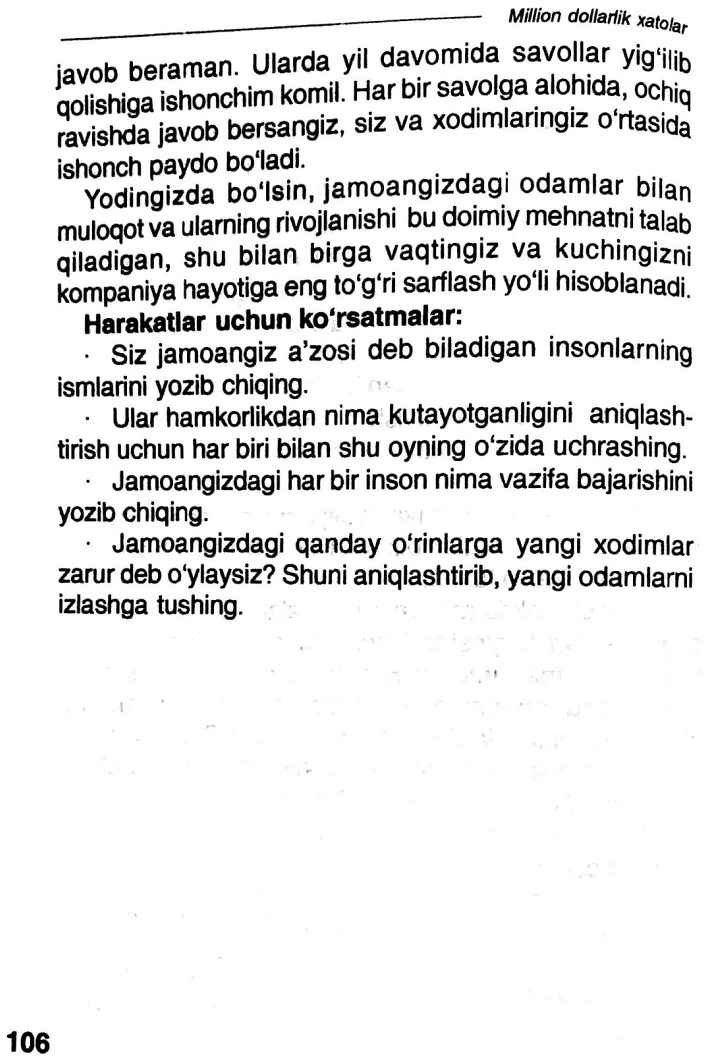 Million dollarlik xatolar
javob beraman. Ularda yil davomida savollar yig‘ilib
qolishiga ishonchim komil. Har bir savolga alohida, ochiq
ravishda javob bersangiz, siz va xodimlaringiz o‘rtasida
ishonch paydo bo‘ladi.
Yodingizda bo‘lsin, jamoangizdagi odamlar bilan
muloqot va ularning rivojlanishi bu doimiy mehnatni talab
qiladigan, shu bilan birga vaqtingiz va kuchingizni
kompaniya hayotiga eng to‘g‘ri sarflash yo‘li hisoblanadi.
Harakatlar uchun ko‘rsatmalar:
· Siz jamoangiz a’zosi deb biladigan insonlarning
ismlarini yozib chiqing.
· Ular hamkorlikdan nima kutayotganligini aniqlash-
tirish uchun har biri bilan shu oyning o‘zida uchrashing.
· Jamoangizdagi har bir inson nima vazifa bajarishini
yozib chiqing.
· Jamoangizdagi qanday o‘rinlarga yangi xodimlar
zarur deb o‘ylaysiz? Shuni aniqlashtirib, yangi odamlarni
izlashga tushing.
106